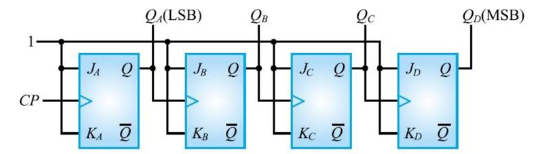 Q_A(LSB) Q_B Q_C Q_D(MSB)
1
J_A Q J_B Q J_C Q J_D Q
CP
K_A Q̅ K_B Q̅ K_C Q̅ K_D Q̅